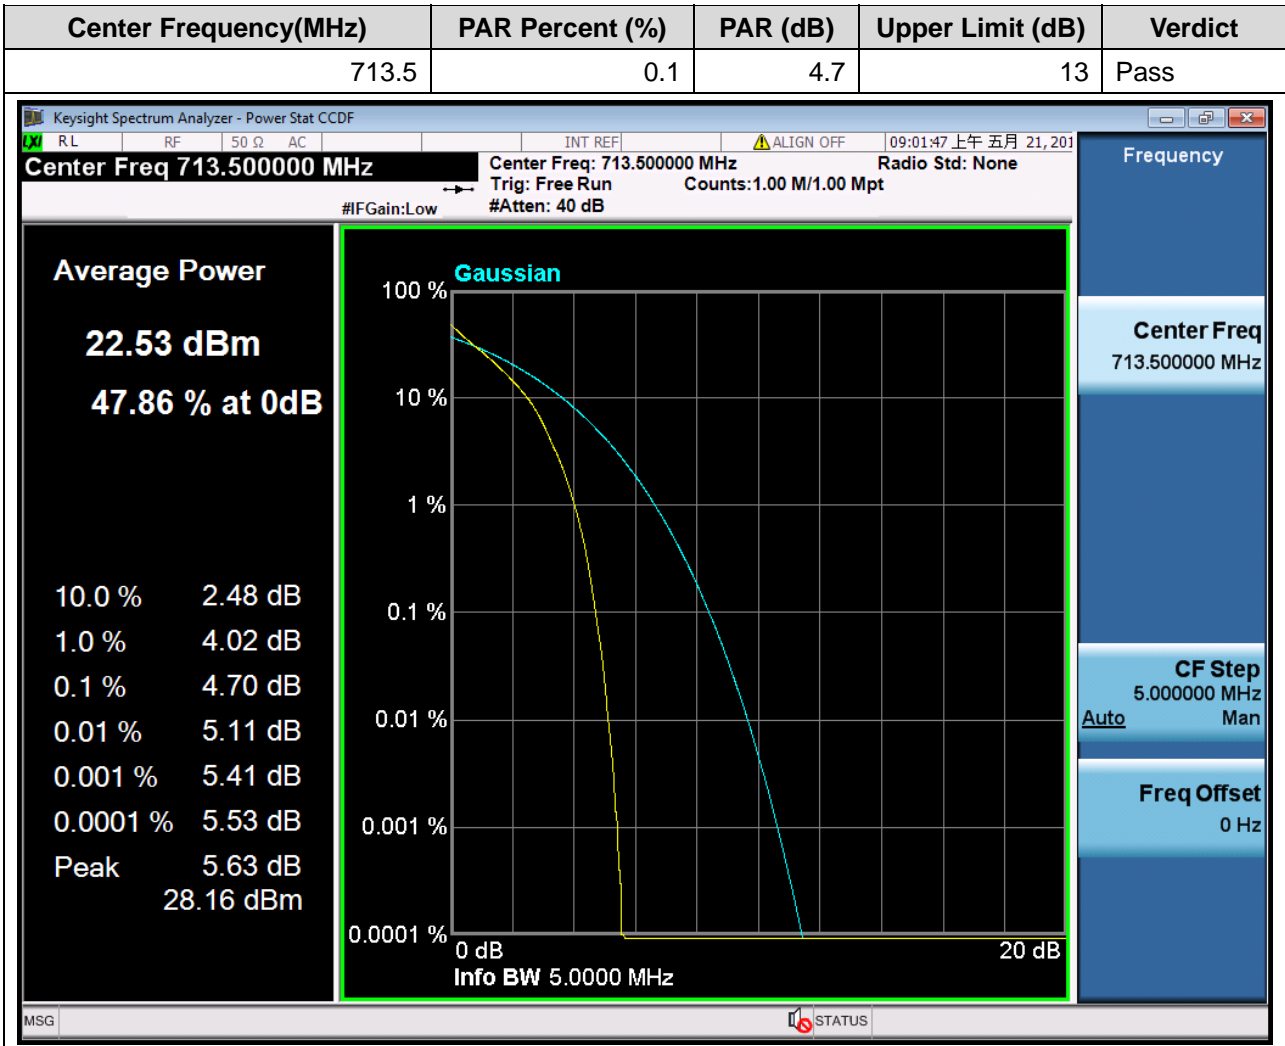 Center Frequency(MHz) PAR Percent (%) PAR (dB) Upper Limit (dB) Verdict
713.5 0.1 4.7 13 Pass
Keysight Spectrum Analyzer - Power Stat CCDF
LXI RL RF 50 Ω AC INT REF ALIGN OFF 09:01:47 上午 五月 21, 201
Center Freq 713.500000 MHz
Center Freq: 713.500000 MHz Radio Std: None
Trig: Free Run Counts:1.00 M/1.00 Mpt
#IFGain:Low #Atten: 40 dB
Average Power
22.53 dBm
47.86 % at 0dB
10.0 % 2.48 dB
1.0 % 4.02 dB
0.1 % 4.70 dB
0.01 % 5.11 dB
0.001 % 5.41 dB
0.0001 % 5.53 dB
Peak 5.63 dB
28.16 dBm
Gaussian
100 %
10 %
1 %
0.1 %
0.01 %
0.001 %
0.0001 %
0 dB 20 dB
Info BW 5.0000 MHz
Frequency
Center Freq
713.500000 MHz
CF Step
5.000000 MHz
Auto Man
Freq Offset
0 Hz
MSG STATUS